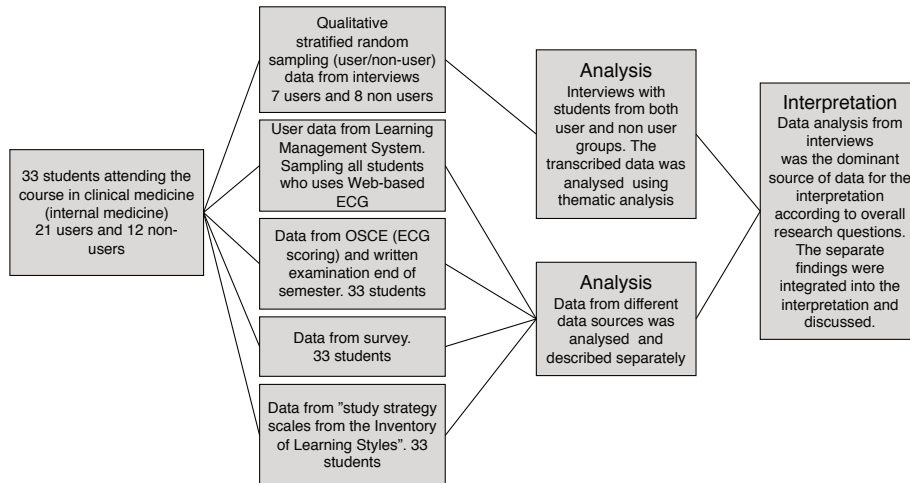 33 students attending the
course in clinical medicine
(internal medicine)
21 users and 12 non-
users
Qualitative
stratified random
sampling (user/non-user)
data from interviews
7 users and 8 non users
User data from Learning
Management System.
Sampling all students
who uses Web-based
ECG
Data from OSCE (ECG
scoring) and written
examination end of
semester. 33 students
Data from survey.
33 students
Data from ”study strategy
scales from the Inventory
of Learning Styles”. 33
students
Analysis
Interviews with
students from both
user and non user
groups. The
transcribed data was
analysed using
thematic analysis
Analysis
Data from different
data sources was
analysed and
described separately
Interpretation
Data analysis from
interviews
was the dominant
source of data for the
interpretation
according to overall
research questions.
The separate
findings were
integrated into the
interpretation and
discussed.